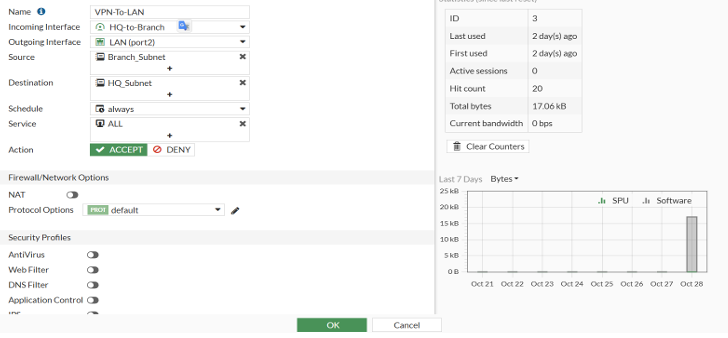 Statistics (since last reset)
Name VPN-To-LAN
Incoming Interface HQ-to-Branch
Outgoing Interface LAN (port2)
Source Branch_Subnet
+
Destination HQ_Subnet
+
Schedule always
Service ALL
+
Action ACCEPT DENY
Firewall/Network Options
NAT
Protocol Options PROT default
Security Profiles
AntiVirus
Web Filter
DNS Filter
Application Control
IPS
ID 3
Last used 2 day(s) ago
First used 2 day(s) ago
Active sessions 0
Hit count 20
Total bytes 17.06 kB
Current bandwidth 0 bps
Clear Counters
Last 7 Days Bytes
SPU Software
25 kB
20 kB
15 kB
10 kB
5 kB
0 B
Oct 21 Oct 22 Oct 23 Oct 24 Oct 25 Oct 26 Oct 27 Oct 28
OK Cancel